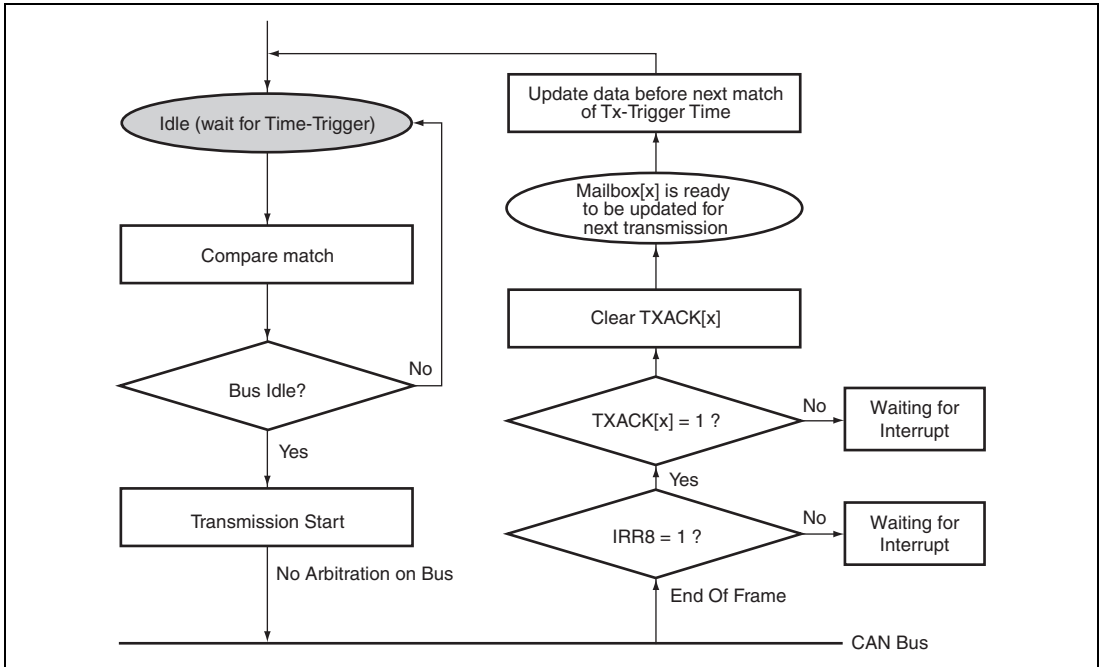 Idle (wait for Time-Trigger)
Compare match
Bus Idle?
No
Yes
Transmission Start
No Arbitration on Bus
Update data before next match
of Tx-Trigger Time
Mailbox[x] is ready
to be updated for
next transmission
Clear TXACK[x]
TXACK[x] = 1 ?
No
Waiting for
Interrupt
Yes
IRR8 = 1 ?
No
Waiting for
Interrupt
End Of Frame
CAN Bus